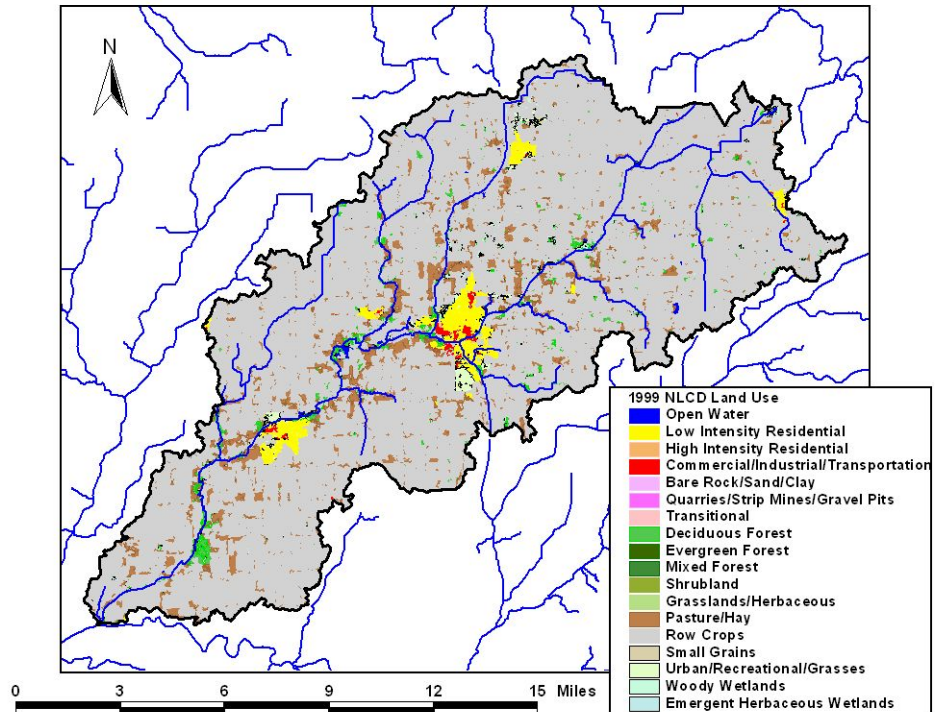 N
1999 NLCD Land Use
Open Water
Low Intensity Residential
High Intensity Residential
Commercial/Industrial/Transportation
Bare Rock/Sand/Clay
Quarries/Strip Mines/Gravel Pits
Transitional
Deciduous Forest
Evergreen Forest
Mixed Forest
Shrubland
Grasslands/Herbaceous
Pasture/Hay
Row Crops
Small Grains
Urban/Recreational/Grasses
Woody Wetlands
Emergent Herbaceous Wetlands
0 3 6 9 12 15 Miles